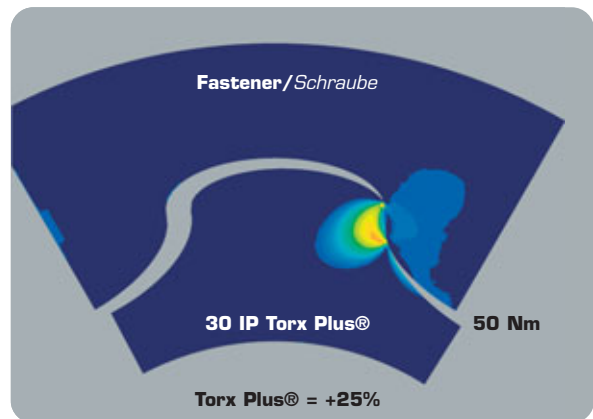 Fastener/Schraube
30 IP Torx Plus®
50 Nm
Torx Plus® = +25%